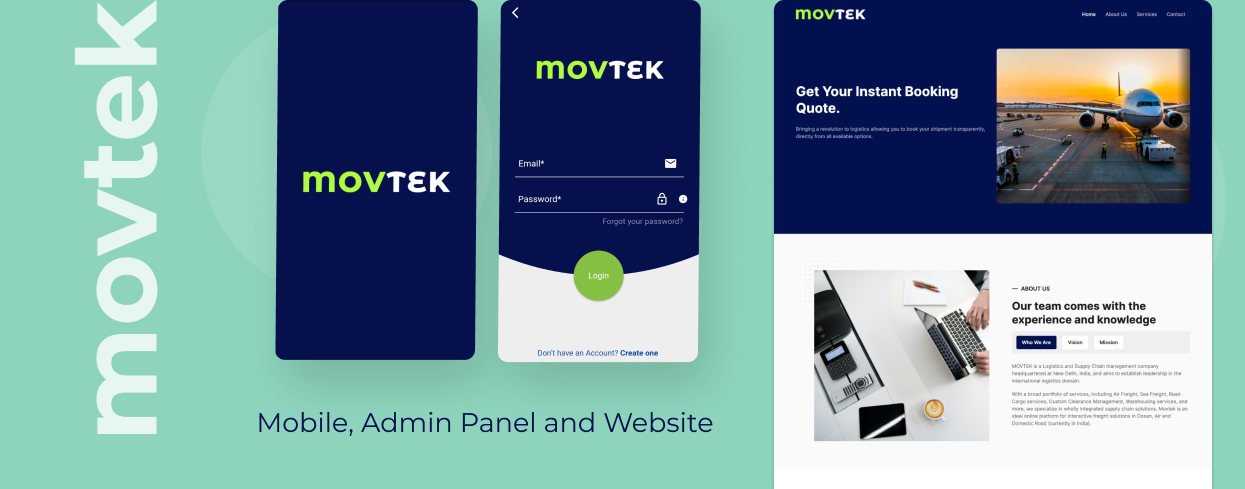 movtek
movTEK
movTEK
Email*
Password*
Forgot your password?
Login
Don't have an Account? Create one
Mobile, Admin Panel and Website
movTEK
Home About Us Services Contact
Get Your Instant Booking
Quote.
Bringing a revolution to logistics allowing you to book your shipment transparently,
directly from all available options.
ABOUT US
Our team comes with the
experience and knowledge
Who We Are Vision Mission
MOVTEK is a Logistics and Supply Chain management company
headquartered at New Delhi, India, and aims to establish leadership in the
international logistics domain.
With a broad portfolio of services, including Air Freight, Sea Freight, Road
Cargo services, Custom Clearance Management, Warehousing services, and
more, we specialize in wholly integrated supply chain solutions. Movtek is an
ideal online platform for interactive freight solutions in Ocean, Air and
Domestic Road (currently in India).